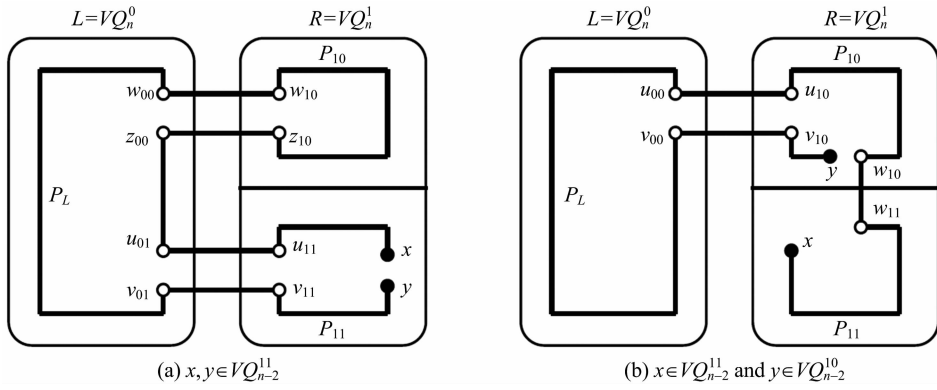 L=VQ_n^0 R=VQ_n^1 L=VQ_n^0 R=VQ_n^1
P_10 P_10
w_00 w_10 u_00 u_10
z_00 z_10 v_00 v_10
y w_10
P_L P_L
w_11
u_01 u_11 x x
v_01 v_11 y
P_11 P_11
(a) x, y∈VQ_{n-2}^{11} (b) x∈VQ_{n-2}^{11} and y∈VQ_{n-2}^{10}